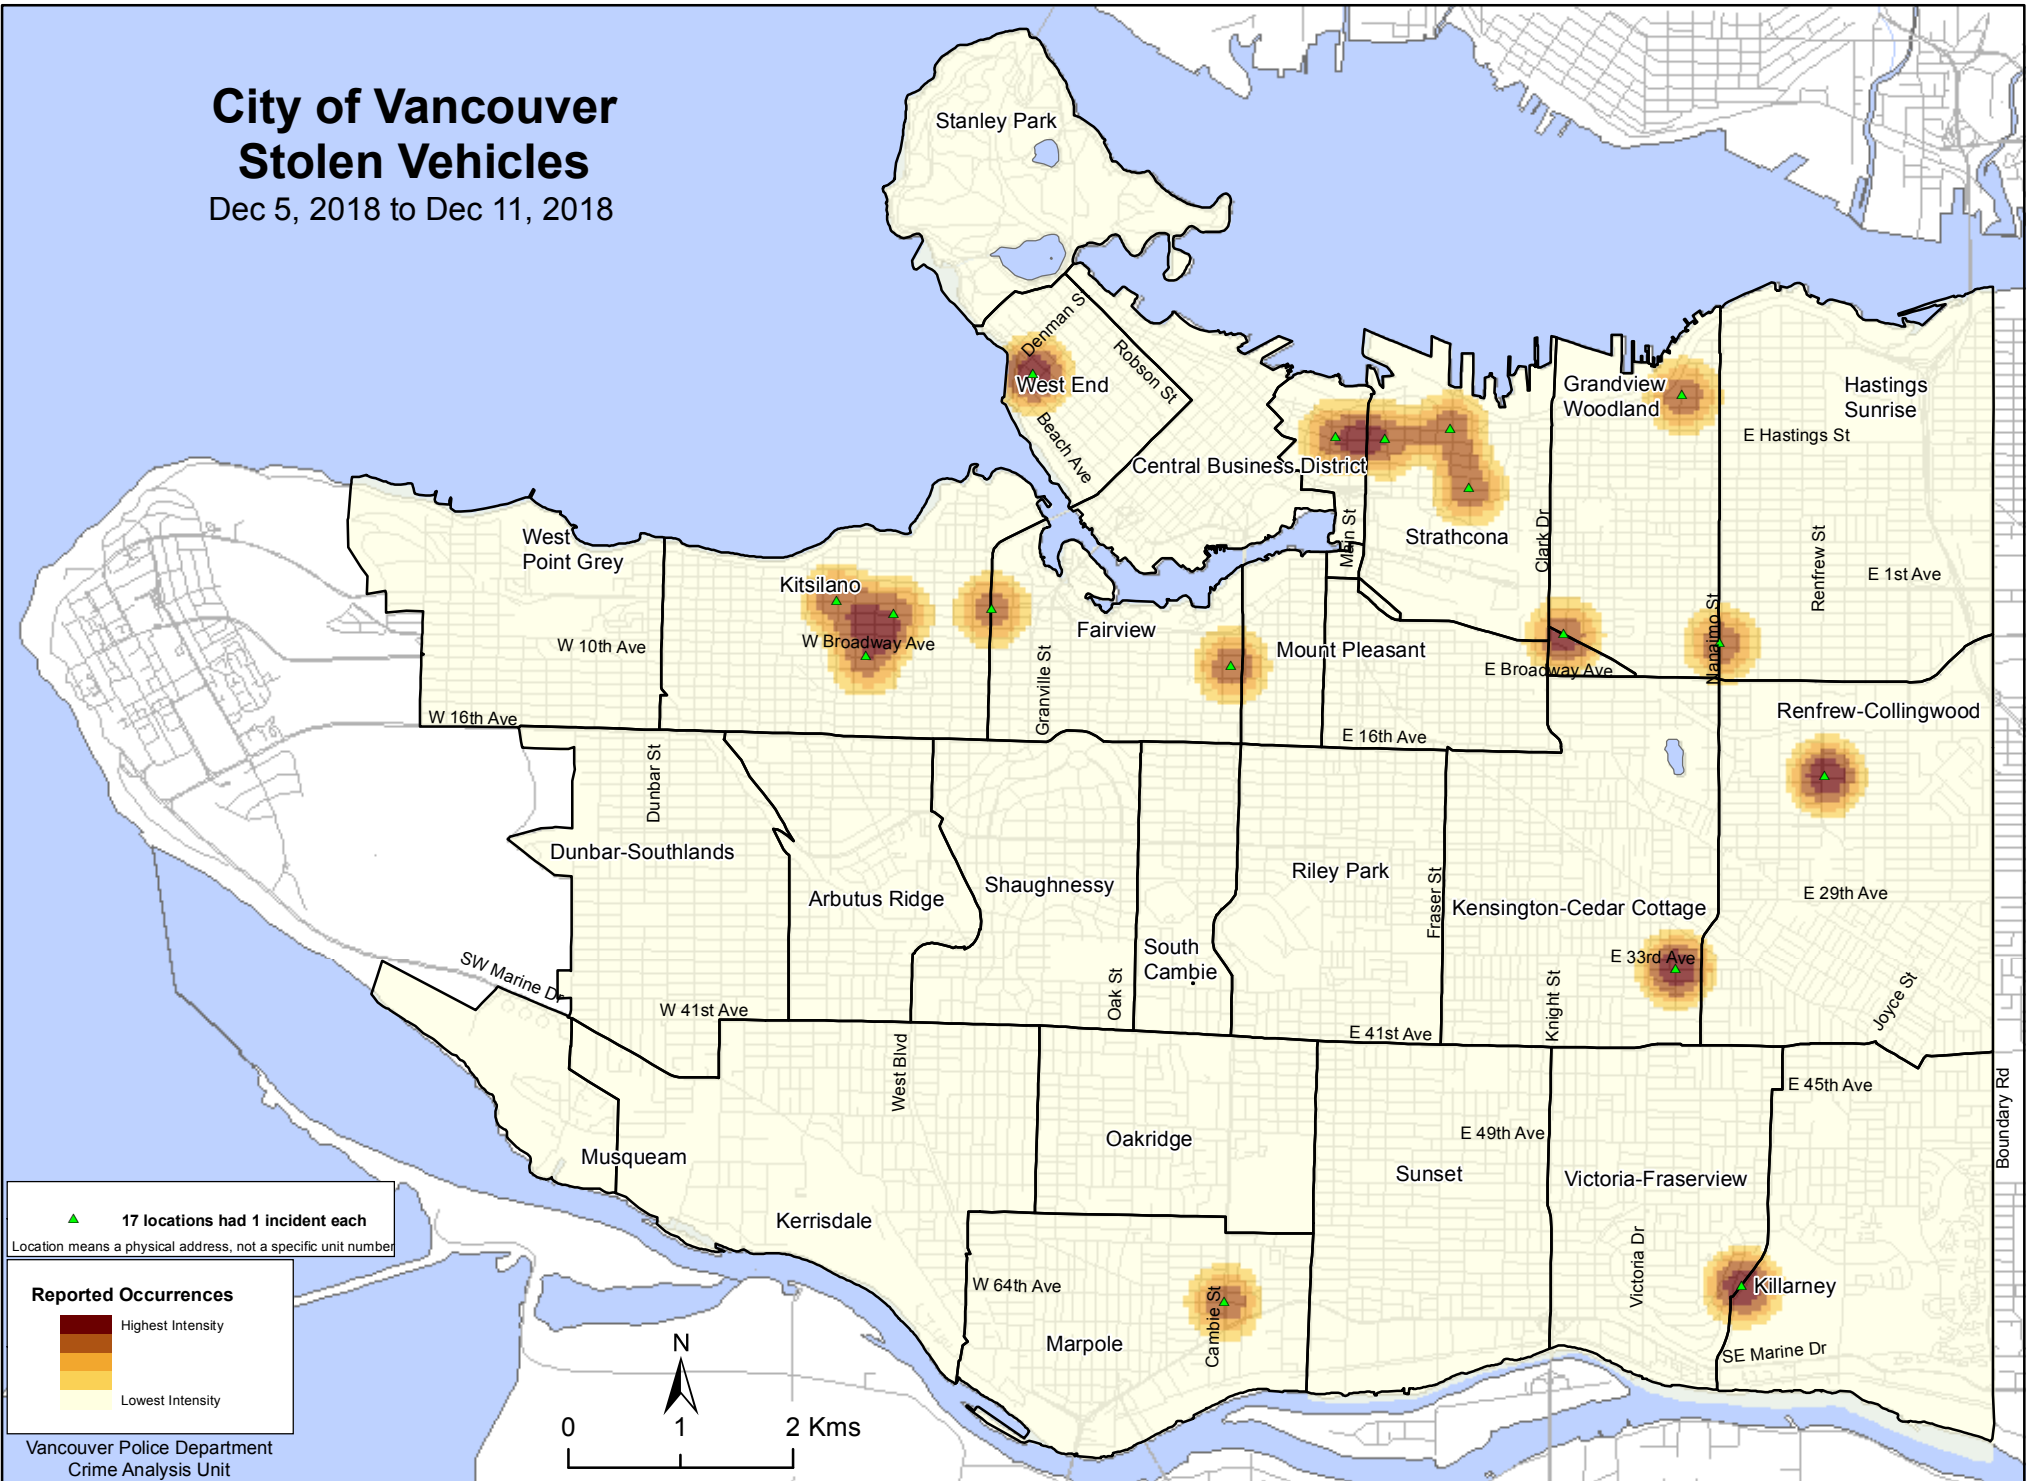 City of Vancouver
Stolen Vehicles
Dec 5, 2018 to Dec 11, 2018
Stanley Park
Denman S
Robson St
West End
Beach Ave
Central Business District
Grandview
Woodland
Hastings
Sunrise
E Hastings St
Strathcona
Main St
Clark Dr
Renfrew St
E 1st Ave
Nanaimo St
West
Point Grey
Kitsilano
W 10th Ave
W Broadway Ave
Fairview
Granville St
Mount Pleasant
E Broadway Ave
W 16th Ave
E 16th Ave
Renfrew-Collingwood
Dunbar St
Dunbar-Southlands
Arbutus Ridge
Shaughnessy
Riley Park
Fraser St
Kensington-Cedar Cottage
E 29th Ave
South
Cambie
Oak St
E 33rd Ave
Knight St
Joyce St
SW Marine Dr
W 41st Ave
E 41st Ave
West Blvd
E 45th Ave
Boundary Rd
Musqueam
Oakridge
E 49th Ave
Sunset
Victoria-Fraserview
Kerrisdale
Victoria Dr
W 64th Ave
Cambie St
Killarney
Marpole
SE Marine Dr
17 locations had 1 incident each
Location means a physical address, not a specific unit number
Reported Occurrences
Highest Intensity
Lowest Intensity
N
0 1 2 Kms
Vancouver Police Department
Crime Analysis Unit